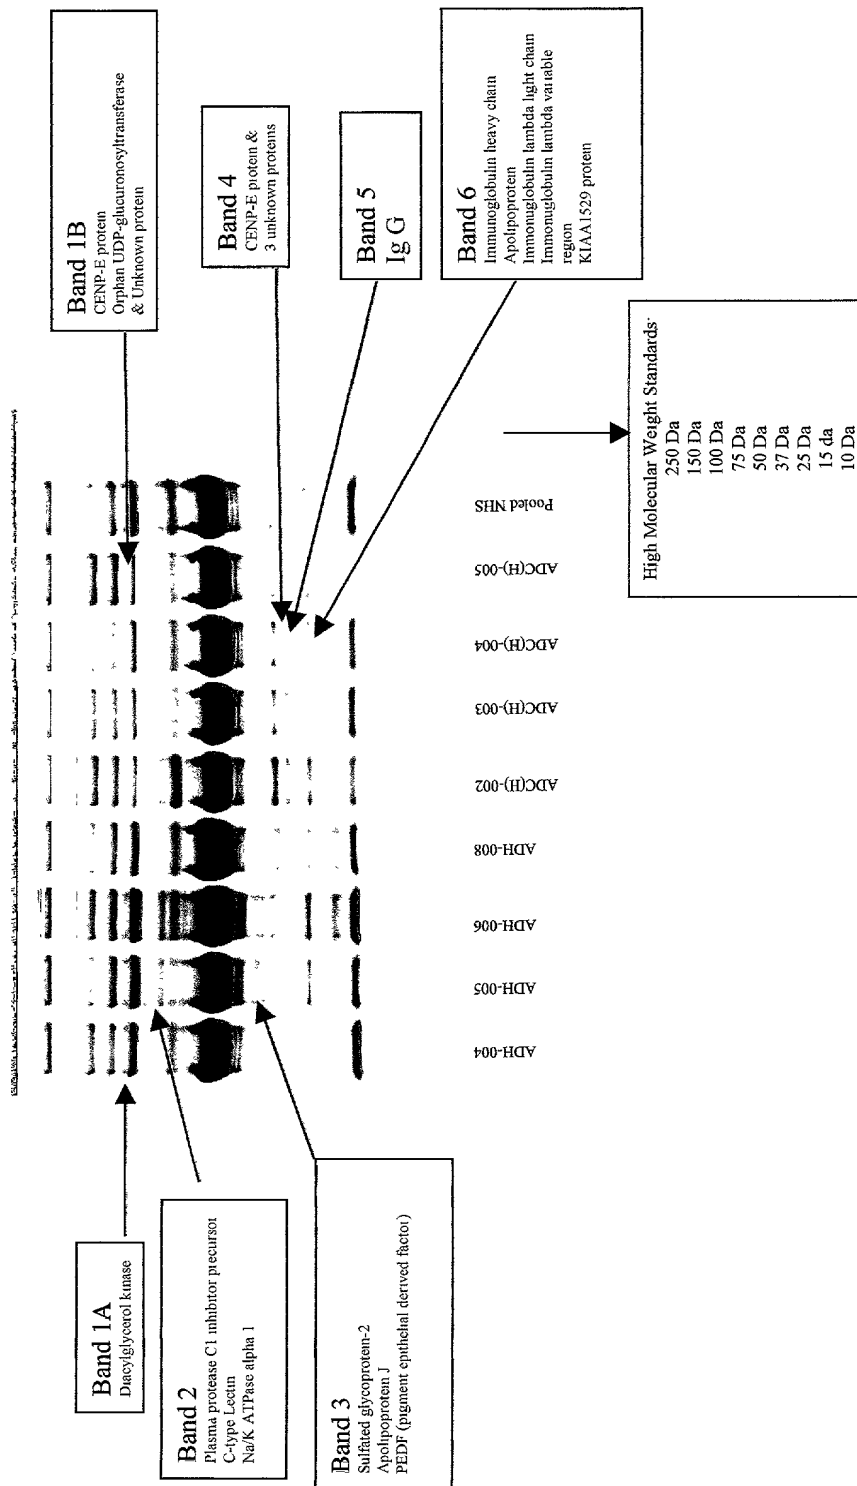 Band 1A
Diacylglycerol kinase
Band 2
Plasma protease C1 inhibitor precursor
C-type Lectin
Na/K ATPase alpha 1
Band 3
Sulfated glycoprotein-2
Apolipoprotein J
PEDF (pigment epithelial derived factor)
Band 1B
CENP-E protein
Orphan UDP-glucuronosyltransferase
& Unknown protein
Band 4
CENP-E protein &
3 unknown proteins
Band 5
Ig G
Band 6
Immunoglobulin heavy chain
Apolipoprotein
Immonuglobulin lambda light chain
Immonuglobulin lambda variable
region
KIAA1529 protein
ADH-004
ADH-005
ADH-006
ADH-008
ADC(H)-002
ADC(H)-003
ADC(H)-004
ADC(H)-005
Pooled NHS
High Molecular Weight Standards:
250 Da
150 Da
100 Da
75 Da
50 Da
37 Da
25 Da
15 da
10 Da